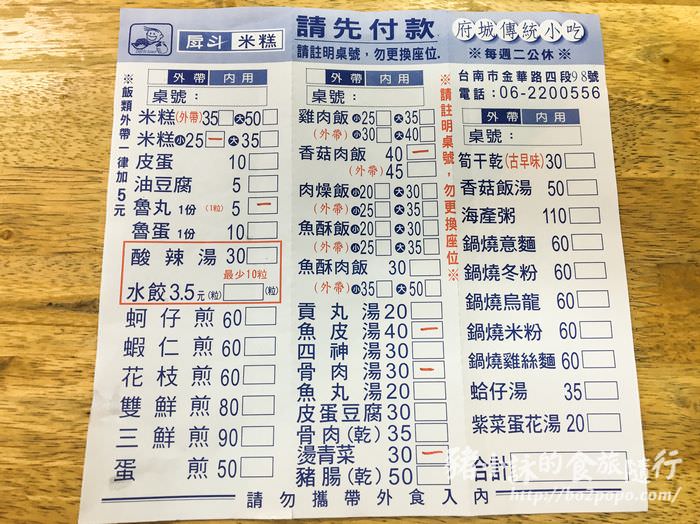 戽斗米糕
請先付款
請註明桌號，勿更換座位.
府城傳統小吃
※每週二公休※
台南市金華路四段98號
電話：06-2200556
※飯類外帶一律加5元
外帶 內用
桌號：
米糕(外帶)35 大50
米糕小25 一 大35
皮蛋 10
油豆腐 5
魯丸1份(1粒) 5 一
魯蛋1份 10
酸辣湯 30
最少10粒
水餃3.5元(粒) (粒)
蚵仔煎 60
蝦仁煎 60
花枝煎 60
雙鮮煎 80
三鮮煎 90
蛋煎 50
※請註明桌號，勿更換座位※
雞肉飯 小25 大35
(外帶) 小30 大40
香菇肉飯 40 一
(外帶) 45
肉燥飯 小20 大30
(外帶) 小25 大35
魚酥飯 小20 大30
(外帶) 小25 大35
魚酥肉飯 30
(外帶) 小35 大50
貢丸湯 20
魚皮湯 40 一
四神湯 30
骨肉湯 30 一
魚丸湯 20
皮蛋豆腐 30
骨肉(乾) 35
燙青菜 30 一
豬腸(乾) 50
外帶 內用
桌號：
筍干乾(古早味) 30
香菇飯湯 50
海產粥 110
鍋燒意麵 60
鍋燒冬粉 60
鍋燒烏龍 60
鍋燒米粉 60
鍋燒雞絲麵 60
蛤仔湯 35
紫菜蛋花湯 20
合計
請勿攜帶外食入內
豬 妹的食旅隨行
https://bo2popo.com/